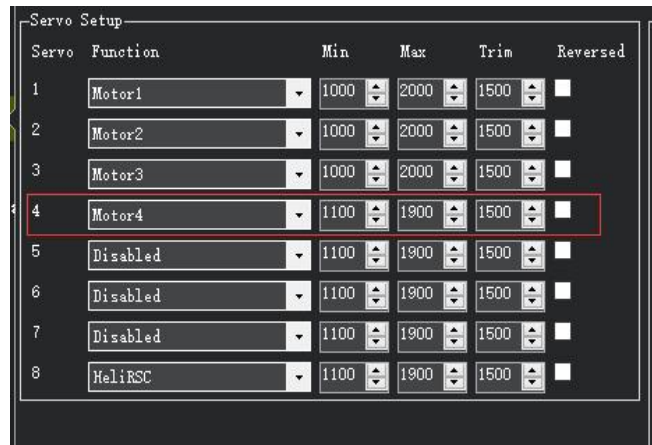 Servo Setup
Servo Function Min Max Trim Reversed
1 Motor1 1000 2000 1500
2 Motor2 1000 2000 1500
3 Motor3 1000 2000 1500
4 Motor4 1100 1900 1500
5 Disabled 1100 1900 1500
6 Disabled 1100 1900 1500
7 Disabled 1100 1900 1500
8 HeliRSC 1100 1900 1500